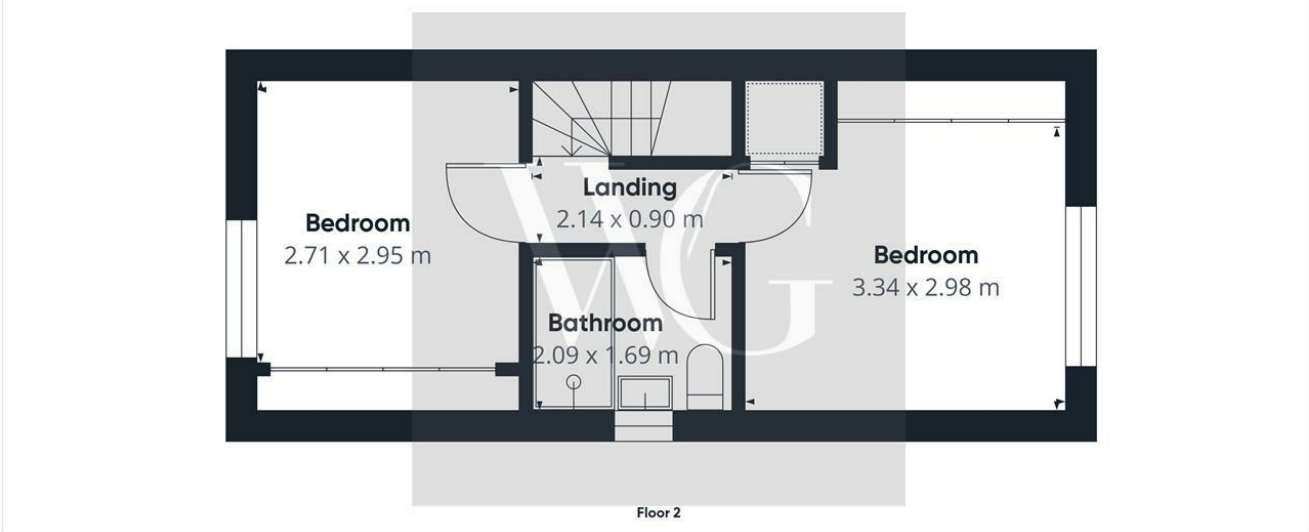 Landing
2.14 x 0.90 m
Bedroom
2.71 x 2.95 m
Bedroom
3.34 x 2.98 m
Bathroom
2.09 x 1.69 m
WG
Floor 2